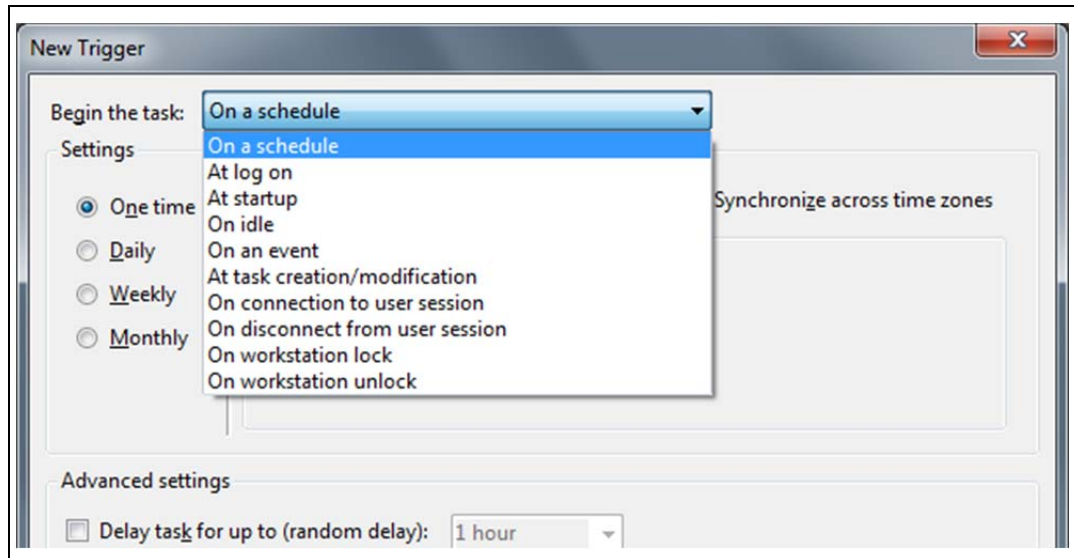 New Trigger
Begin the task: On a schedule
Settings
On a schedule
At log on
At startup
On idle
On an event
At task creation/modification
On connection to user session
On disconnect from user session
On workstation lock
On workstation unlock
One time
Daily
Weekly
Monthly
Synchronize across time zones
Advanced settings
Delay task for up to (random delay): 1 hour